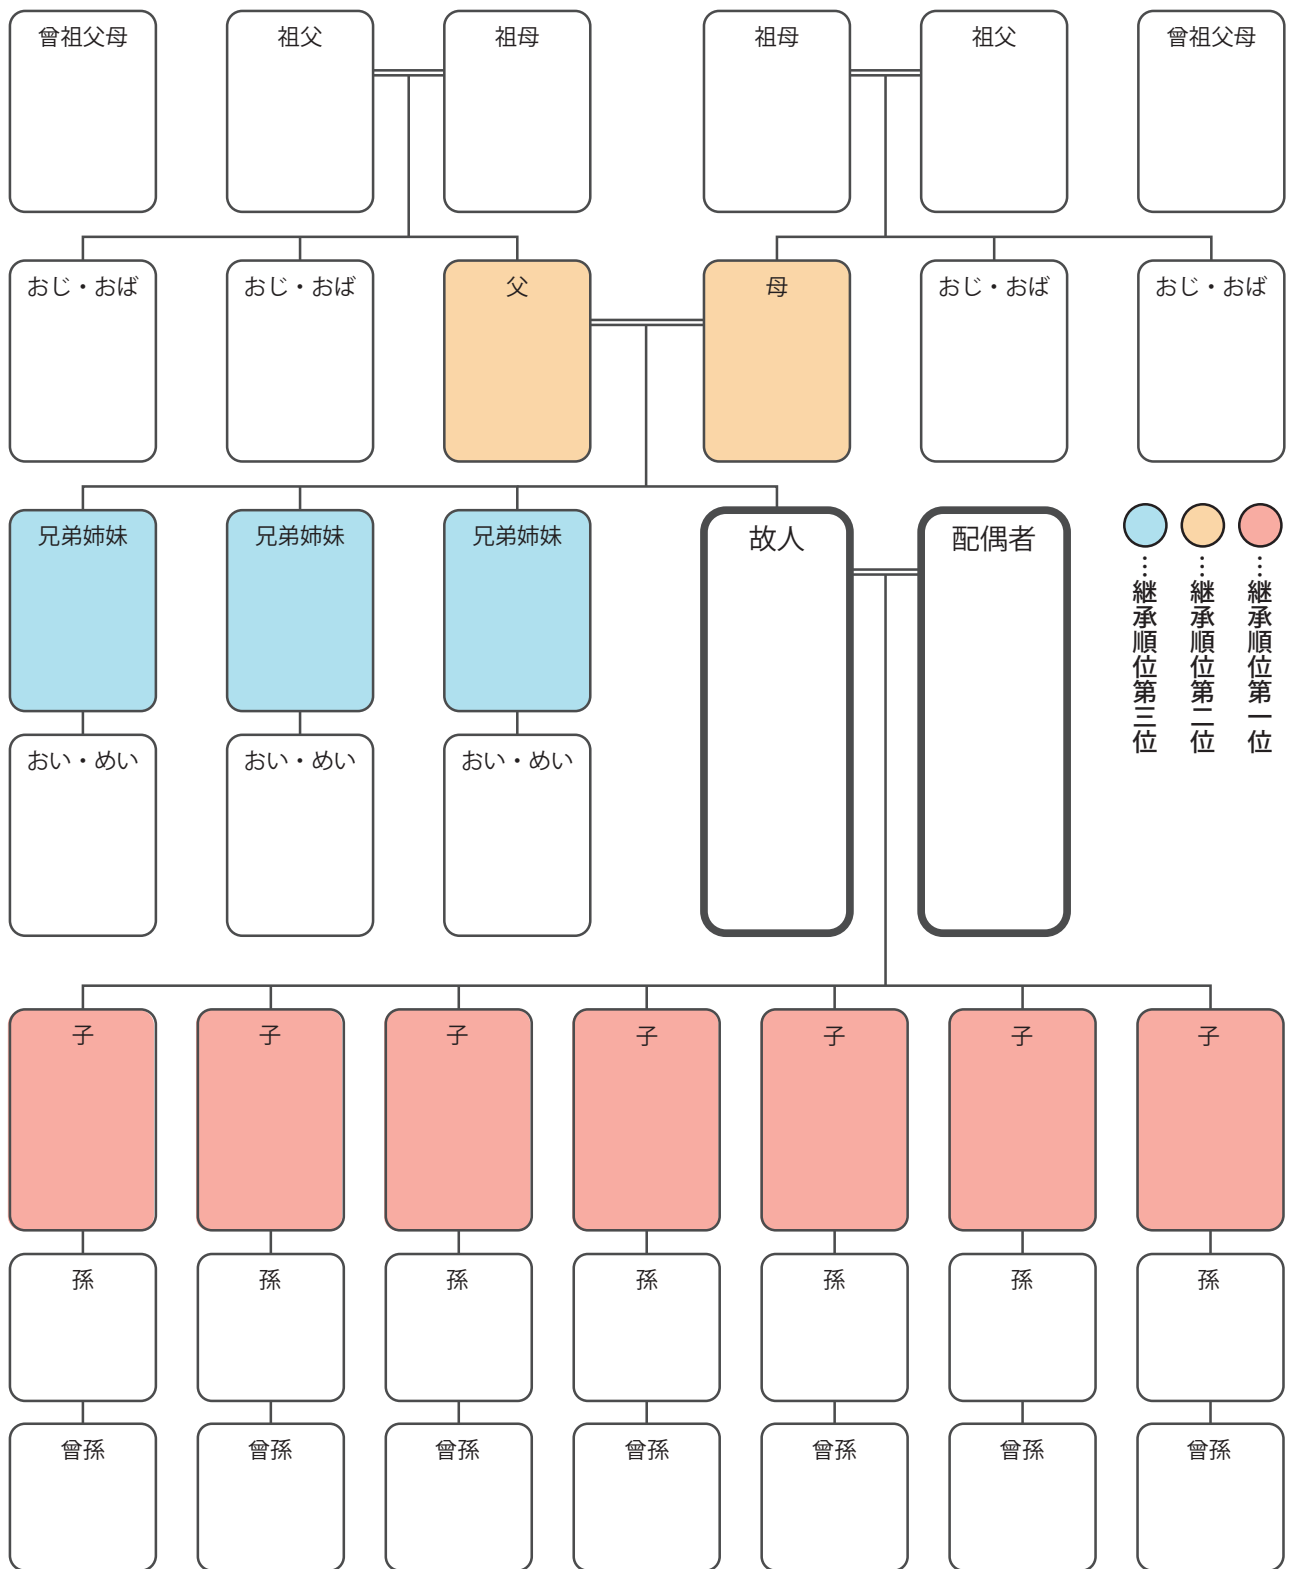 曾祖父母
祖父
祖母
祖母
祖父
曾祖父母
おじ・おば
おじ・おば
父
母
おじ・おば
おじ・おば
兄弟姉妹
兄弟姉妹
兄弟姉妹
故人
配偶者
…継承順位第一位
…継承順位第二位
…継承順位第三位
おい・めい
おい・めい
おい・めい
子
子
子
子
子
子
子
孫
孫
孫
孫
孫
孫
孫
曾孫
曾孫
曾孫
曾孫
曾孫
曾孫
曾孫